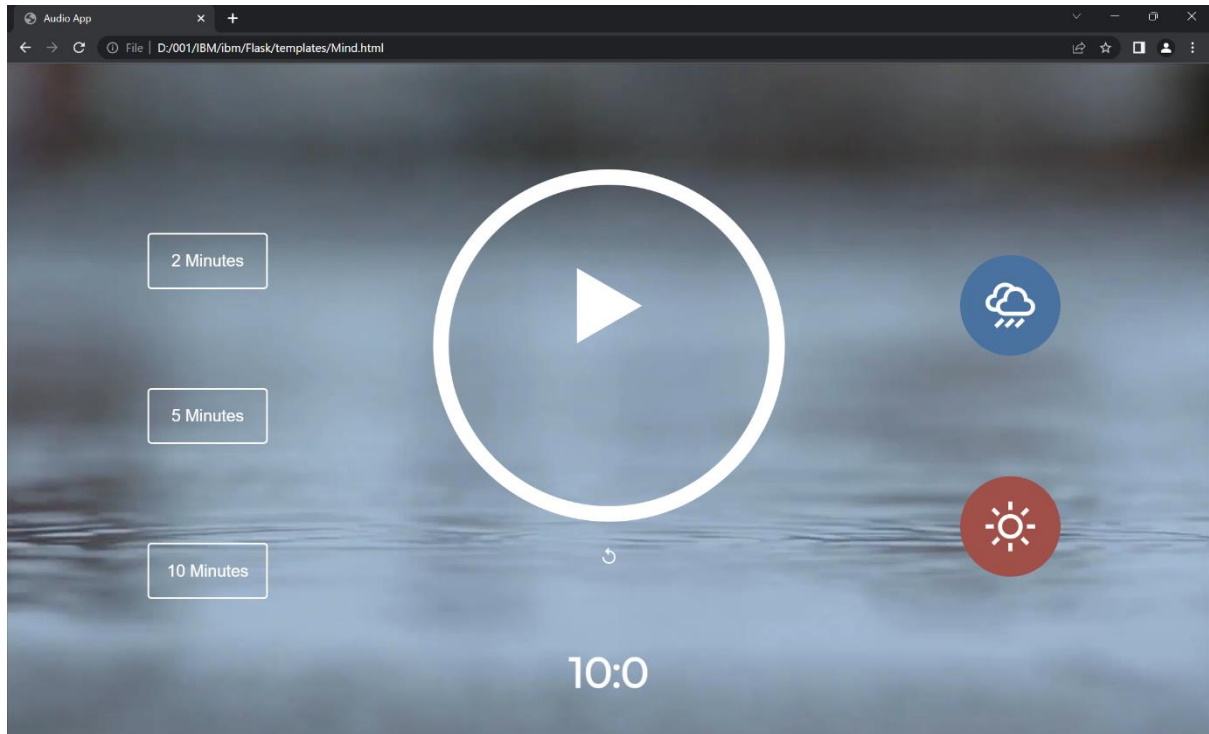 Audio App
File | D:/001/IBM/ibm/Flask/templates/Mind.html
2 Minutes
5 Minutes
10 Minutes
10:0